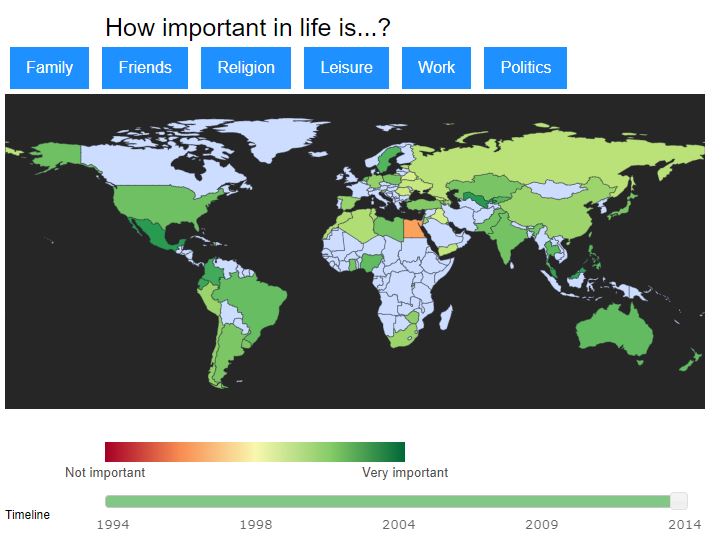 How important in life is...?
Family Friends Religion Leisure Work Politics
Not important Very important
Timeline
1994 1998 2004 2009 2014